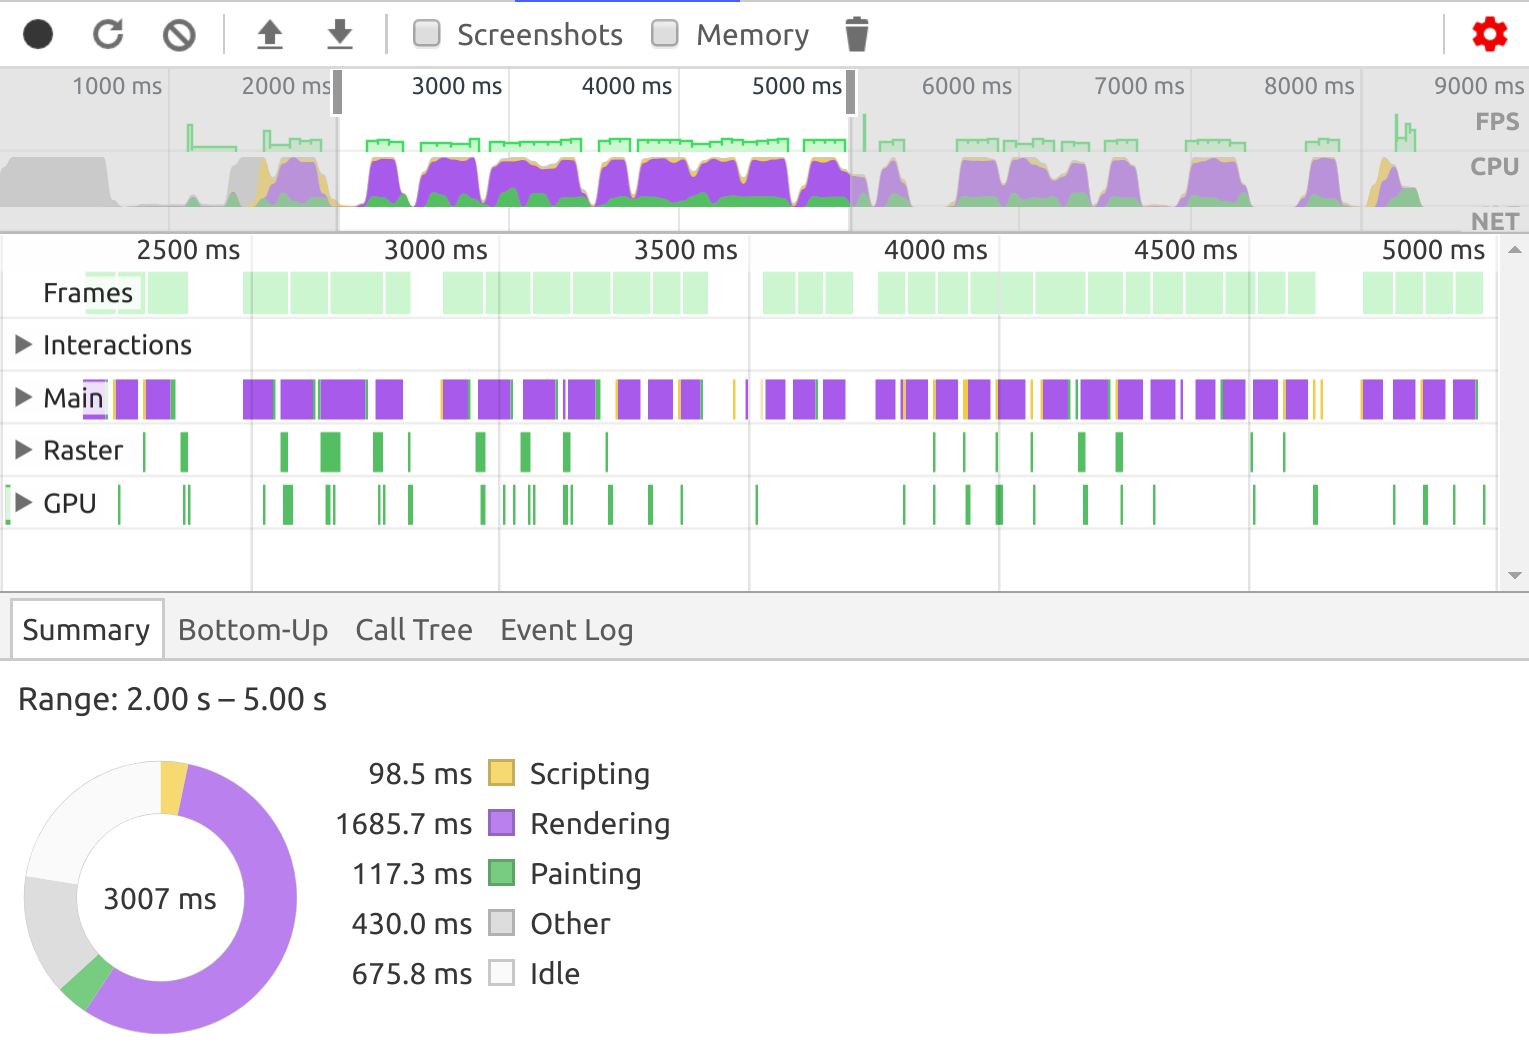 Screenshots Memory
1000 ms 2000 ms 3000 ms 4000 ms 5000 ms 6000 ms 7000 ms 8000 ms 9000 ms
FPS
CPU
NET
2500 ms 3000 ms 3500 ms 4000 ms 4500 ms 5000 ms
Frames
Interactions
Main
Raster
GPU
Summary Bottom-Up Call Tree Event Log
Range: 2.00 s – 5.00 s
98.5 ms Scripting
1685.7 ms Rendering
117.3 ms Painting
3007 ms
430.0 ms Other
675.8 ms Idle